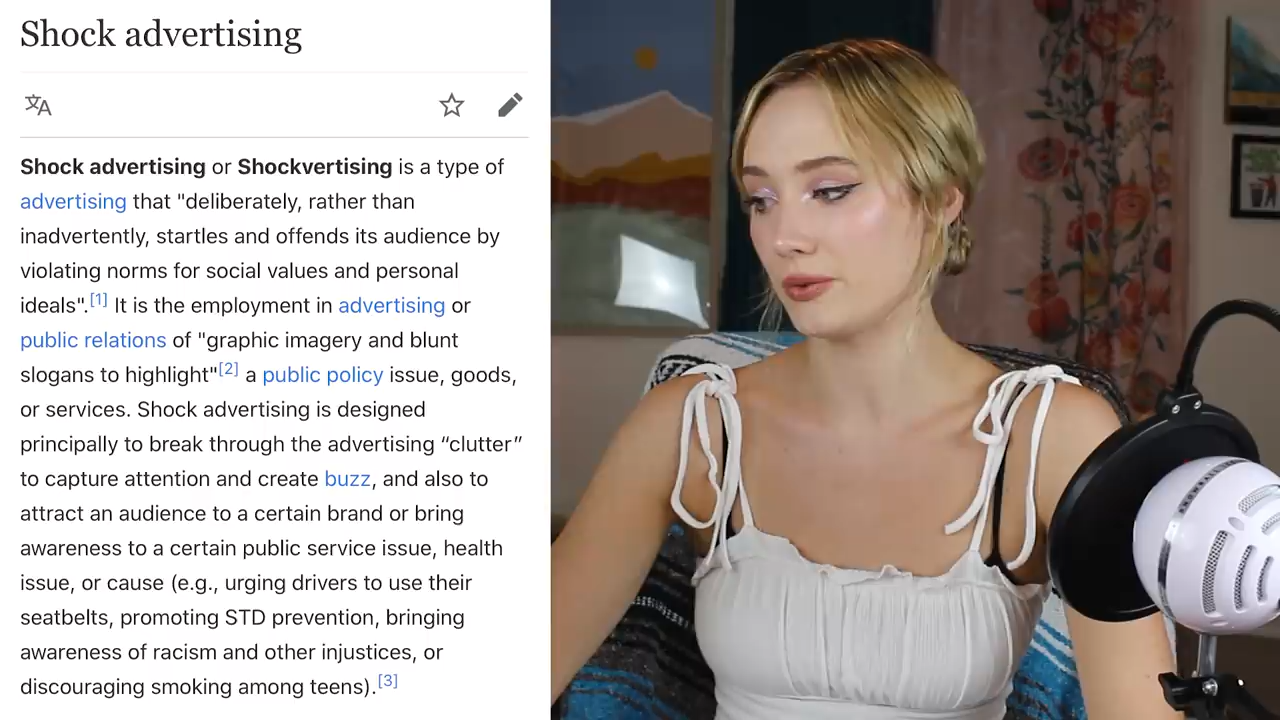 Shock advertising
Shock advertising or Shockvertising is a type of
advertising that "deliberately, rather than
inadvertently, startles and offends its audience by
violating norms for social values and personal
ideals".[1] It is the employment in advertising or
public relations of "graphic imagery and blunt
slogans to highlight"[2] a public policy issue, goods,
or services. Shock advertising is designed
principally to break through the advertising “clutter”
to capture attention and create buzz, and also to
attract an audience to a certain brand or bring
awareness to a certain public service issue, health
issue, or cause (e.g., urging drivers to use their
seatbelts, promoting STD prevention, bringing
awareness of racism and other injustices, or
discouraging smoking among teens).[3]